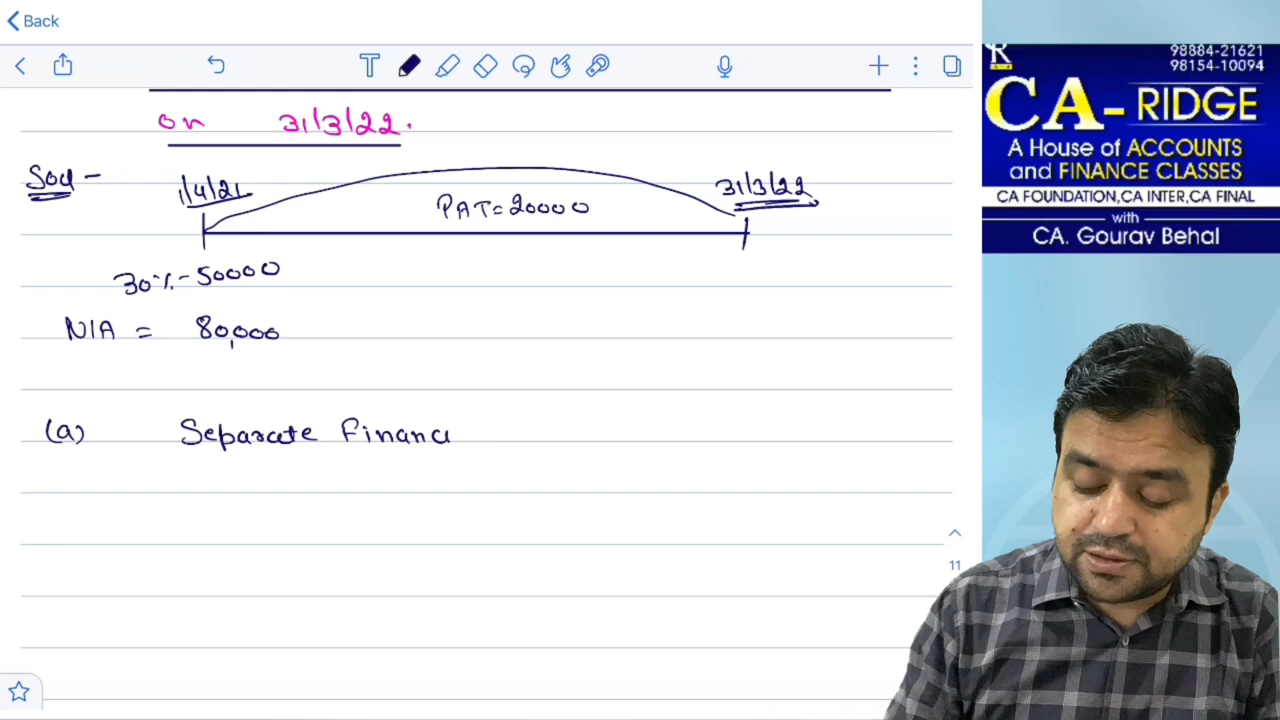 Back
on 31/3/22.
Soln -
1/4/21
31/3/22
PAT = 20000
30% - 50000
NIA = 80,000
(a) Separate Financ
11
98884-21621
98154-10094
CA- RIDGE
A House of ACCOUNTS
and FINANCE CLASSES
CA FOUNDATION,CA INTER,CA FINAL
with
CA. Gourav Behal